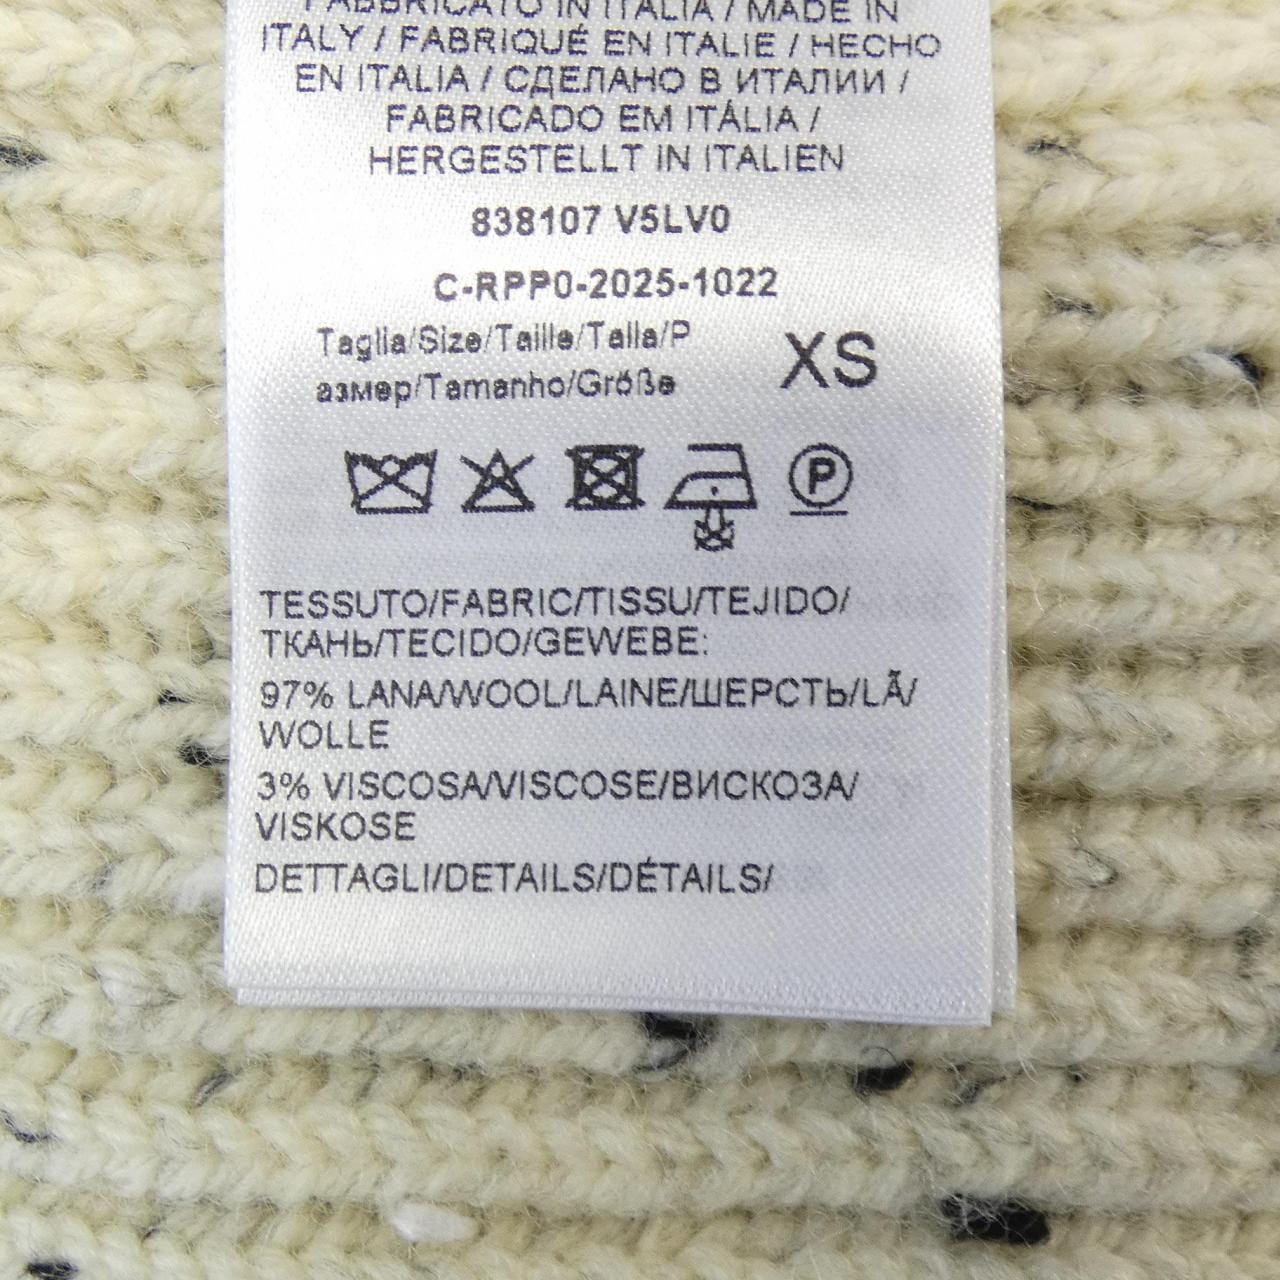 FABBRICATO IN ITALIA / MADE IN
ITALY / FABRIQUÉ EN ITALIE / HECHO
EN ITALIA / СДЕЛАНО В ИТАЛИИ /
FABRICADO EM ITÁLIA /
HERGESTELLT IN ITALIEN
838107 V5LV0
C-RPP0-2025-1022
Taglia/Size/Taille/Talla/Р
азмер/Tamanho/Größe
XS
P
TESSUTO/FABRIC/TISSU/TEJIDO/
ТКАНЬ/TECIDO/GEWEBE:
97% LANA/WOOL/LAINE/ШЕРСТЬ/LÃ/
WOLLE
3% VISCOSA/VISCOSE/ВИСКОЗА/
VISKOSE
DETTAGLI/DETAILS/DÉTAILS/